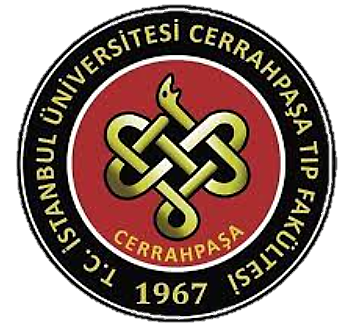 T.C. İSTANBUL ÜNİVERSİTESİ CERRAHPAŞA TIP FAKÜLTESİ
CERRAHPAŞA
1967